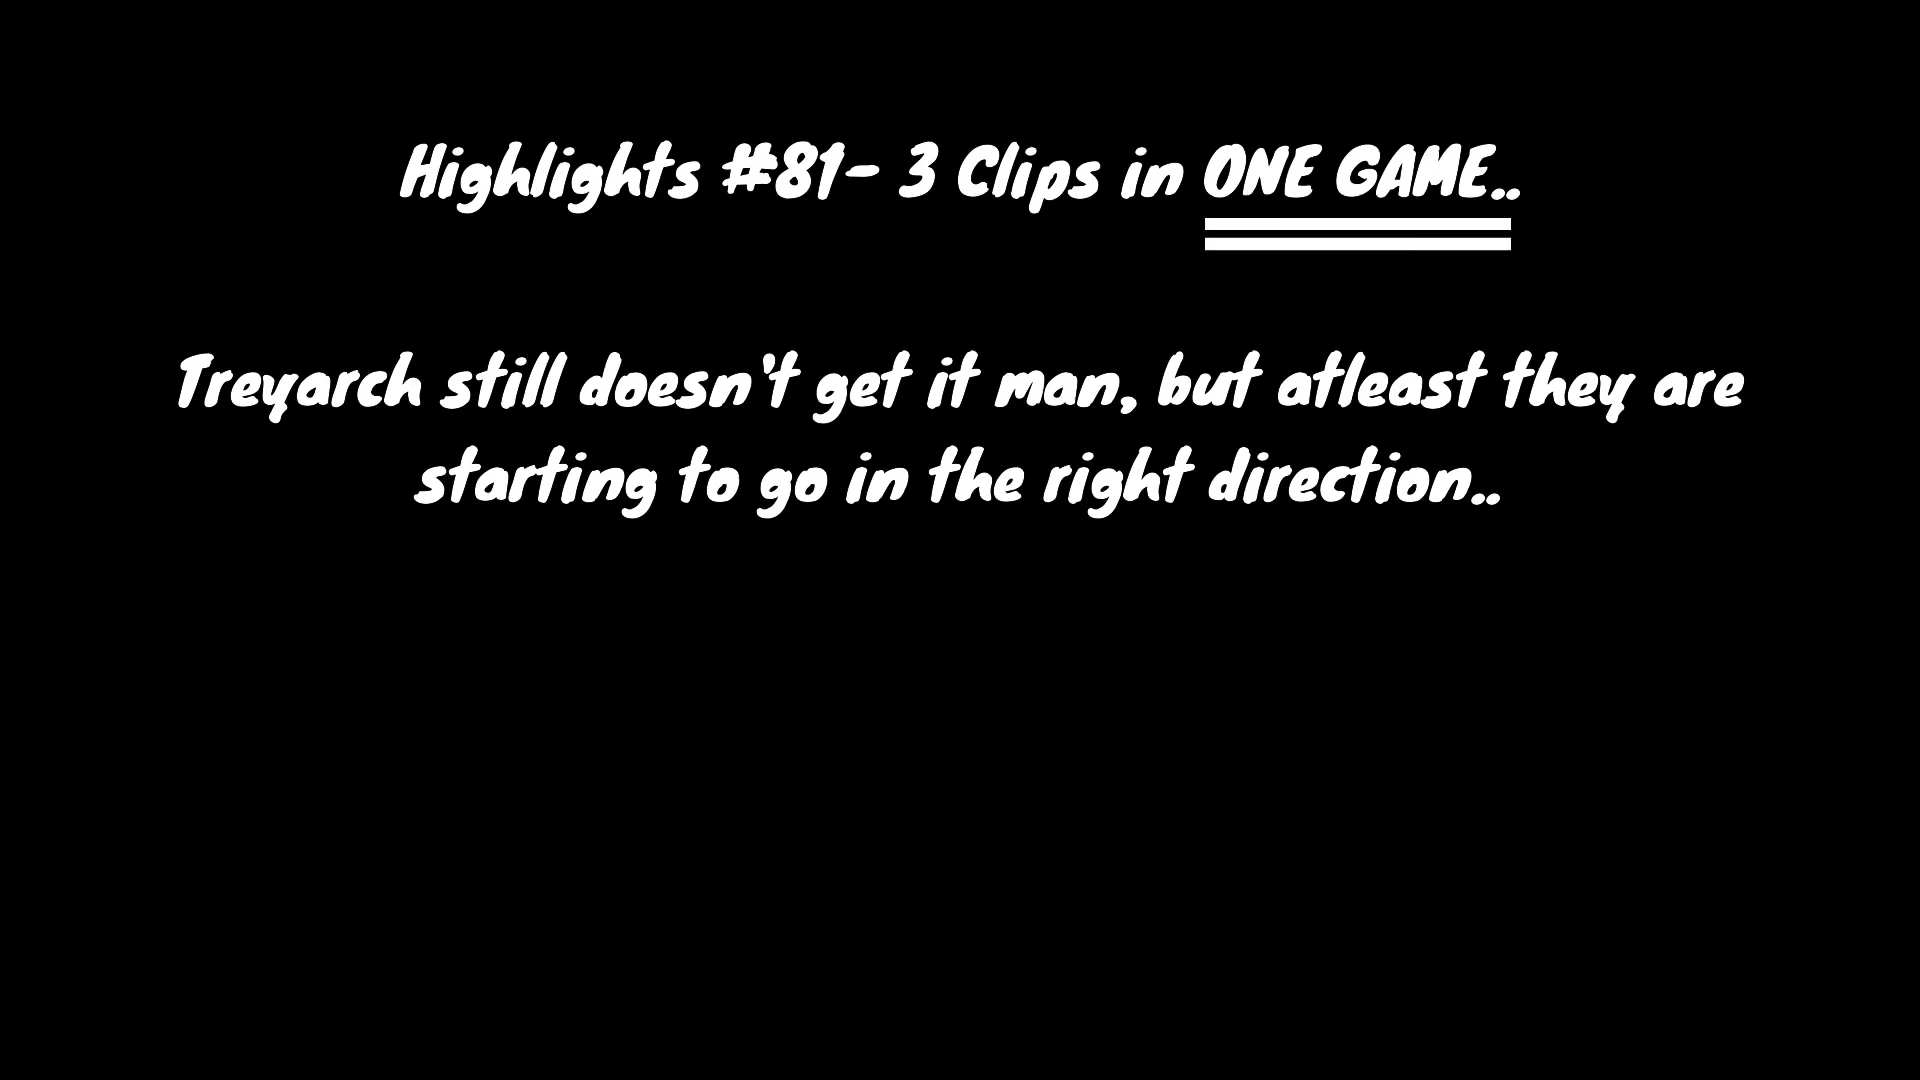 Highlights #81- 3 Clips in ONE GAME..
Treyarch still doesn't get it man, but atleast they are
starting to go in the right direction..